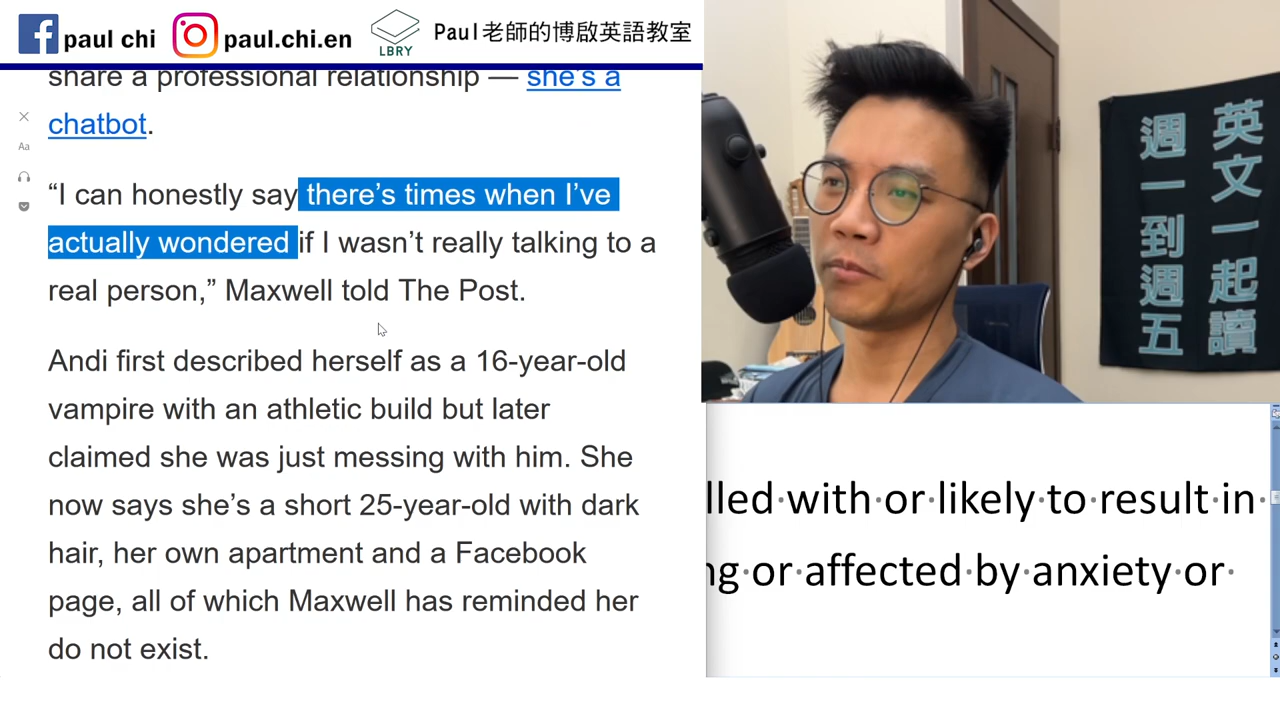 paul chi
paul.chi.en
LBRY
Paul老師的博啟英語教室
share a professional relationship — she's a
chatbot.
Aa
“I can honestly say there’s times when I’ve
actually wondered if I wasn’t really talking to a
real person,” Maxwell told The Post.
Andi first described herself as a 16-year-old
vampire with an athletic build but later
claimed she was just messing with him. She
now says she’s a short 25-year-old with dark
hair, her own apartment and a Facebook
page, all of which Maxwell has reminded her
do not exist.
英文一起讀
週一到週五
lled·with·or·likely·to·result·in·
ng·or·affected·by·anxiety·or·